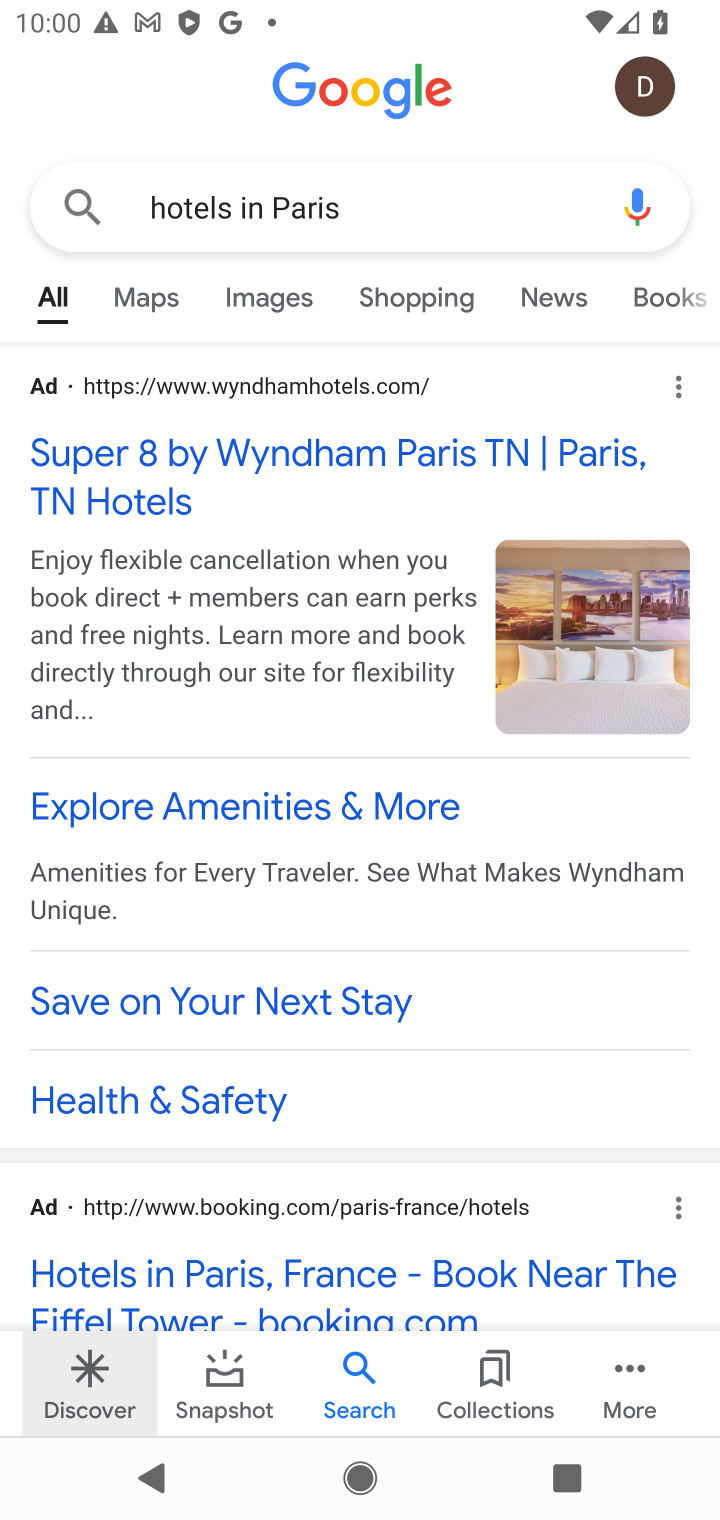 10:00
Google
D
hotels in Paris
All Maps Images Shopping News Books
Ad · https://www.wyndhamhotels.com/
Super 8 by Wyndham Paris TN | Paris,
TN Hotels
Enjoy flexible cancellation when you
book direct + members can earn perks
and free nights. Learn more and book
directly through our site for flexibility
and...
Explore Amenities & More
Amenities for Every Traveler. See What Makes Wyndham
Unique.
Save on Your Next Stay
Health & Safety
Ad · http://www.booking.com/paris-france/hotels
Hotels in Paris, France - Book Near The
Eiffel Tower - booking.com
Discover Snapshot Search Collections More